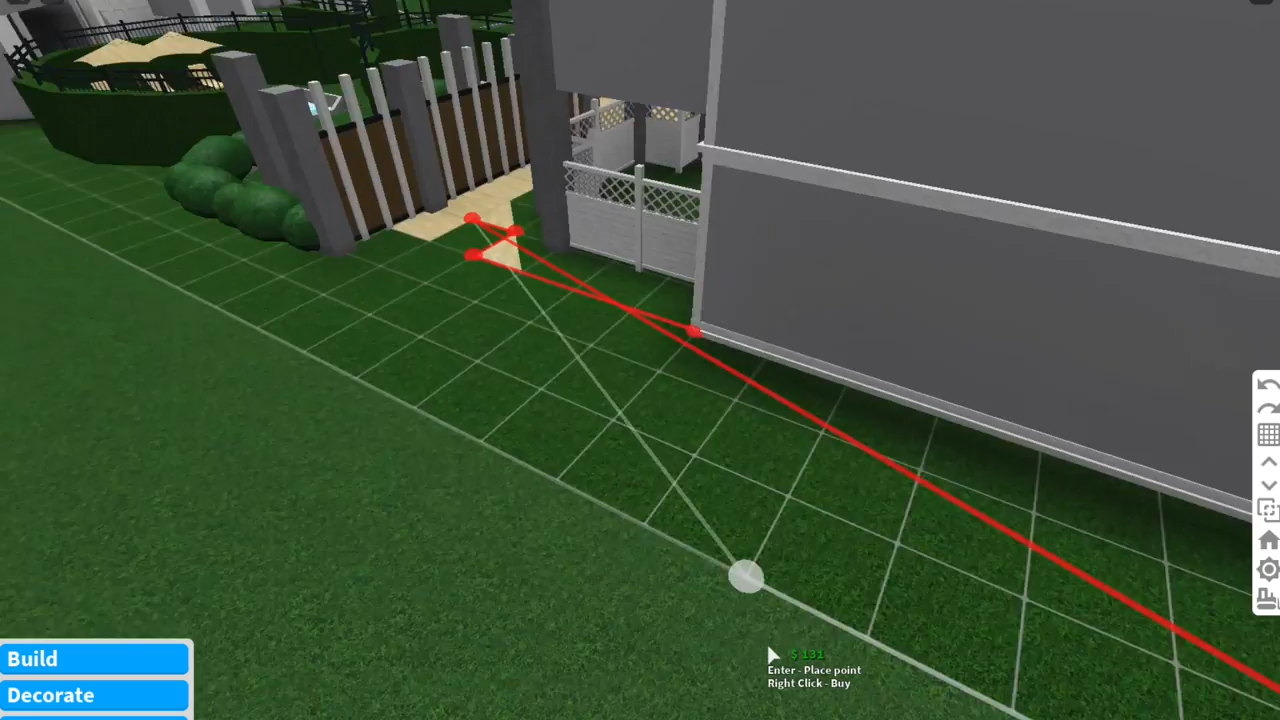 $ 131
Enter - Place point
Right Click - Buy
Build
Decorate